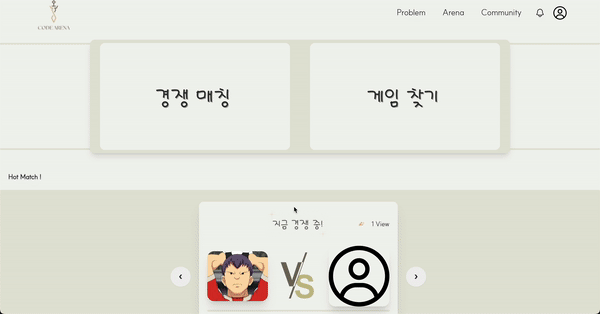 CODE ARENA
Problem
Arena
Community
경쟁 매칭
게임 찾기
Hot Match !
지금 경쟁 중!
1 View
VS